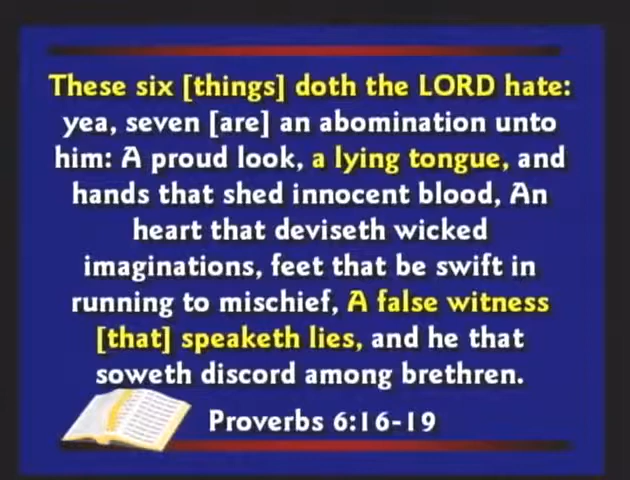 These six [things] doth the LORD hate:
yea, seven [are] an abomination unto
him: A proud look, a lying tongue, and
hands that shed innocent blood, An
heart that deviseth wicked
imaginations, feet that be swift in
running to mischief, A false witness
[that] speaketh lies, and he that
soweth discord among brethren.
Proverbs 6:16-19